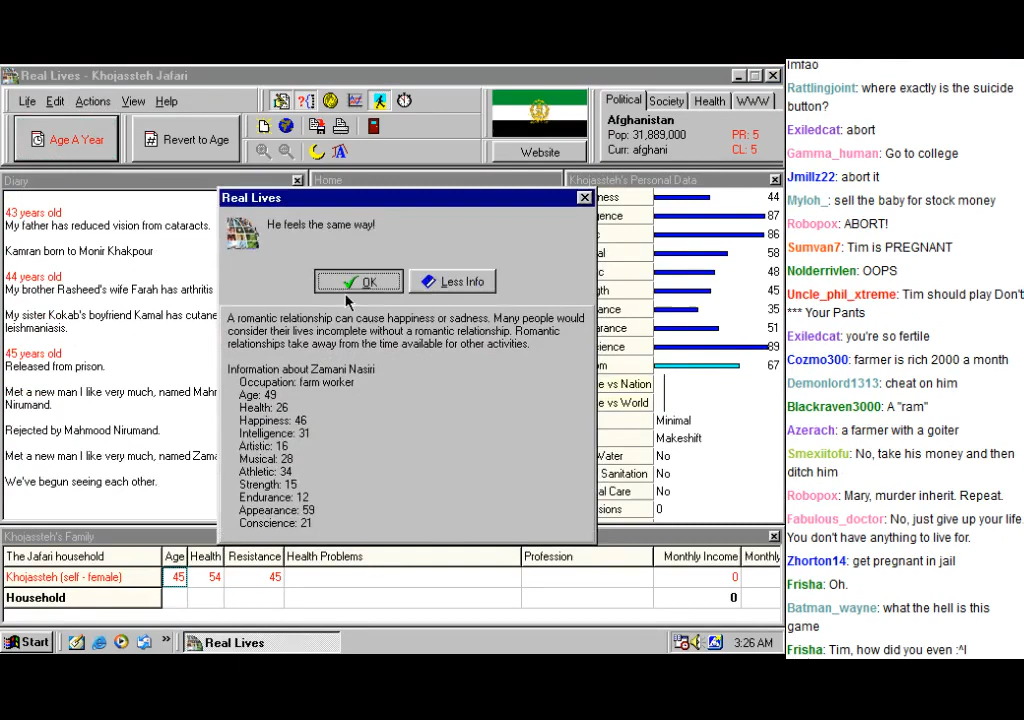 Real Lives - Khojassteh Jafari
Life Edit Actions View Help
Age A Year
Revert to Age
Website
Political Society Health WWW
Afghanistan
Pop: 31,889,000 PR: 5
Curr: afghani CL: 5
Diary
Home
Khojassteh's Personal Data
43 years old
My father has reduced vision from cataracts.
Kamran born to Monir Khakpour
44 years old
My brother Rasheed's wife Farah has arthritis
My sister Kokab's boyfriend Kamal has cutane
leishmaniasis.
45 years old
Released from prison.
Met a new man I like very much, named Mahr
Nirumand.
Rejected by Mahmood Nirumand.
Met a new man I like very much, named Zama
We've begun seeing each other.
Real Lives
He feels the same way!
OK
Less Info
A romantic relationship can cause happiness or sadness. Many people would
consider their lives incomplete without a romantic relationship. Romantic
relationships take away from the time available for other activities.
Information about Zamani Nasiri
Occupation: farm worker
Age: 49
Health: 26
Happiness: 46
Intelligence: 31
Artistic: 16
Musical: 28
Athletic: 34
Strength: 15
Endurance: 12
Appearance: 59
Conscience: 21
ness 44
ence 87
86
58
c 48
gth 45
ance 35
arance 51
cience 89
om 67
e vs Nation
e vs World
Minimal
Makeshift
Water No
Sanitation No
al Care No
sions 0
Khojassteh's Family
The Jafari household Age Health Resistance Health Problems Profession Monthly Income Monthly
Khojassteh (self - female) 45 54 45 0
Household 0
Start
»
Real Lives
3:26 AM
lmfao
Rattlingjoint: where exactly is the suicide
button?
Exiledcat: abort
Gamma_human: Go to college
Jmillz22: abort it
Myloh_: sell the baby for stock money
Robopox: ABORT!
Sumvan7: Tim is PREGNANT
Nolderrivlen: OOPS
Uncle_phil_xtreme: Tim should play Don't
*** Your Pants
Exiledcat: you're so fertile
Cozmo300: farmer is rich 2000 a month
Demonlord1313: cheat on him
Blackraven3000: A "ram"
Azerach: a farmer with a goiter
Smexiitofu: No, take his money and then
ditch him
Robopox: Mary, murder inherit. Repeat.
Fabulous_doctor: No, just give up your life.
You don't have anything to live for.
Zhorton14: get pregnant in jail
Frisha: Oh.
Batman_wayne: what the hell is this
game
Frisha: Tim, how did you even :^I